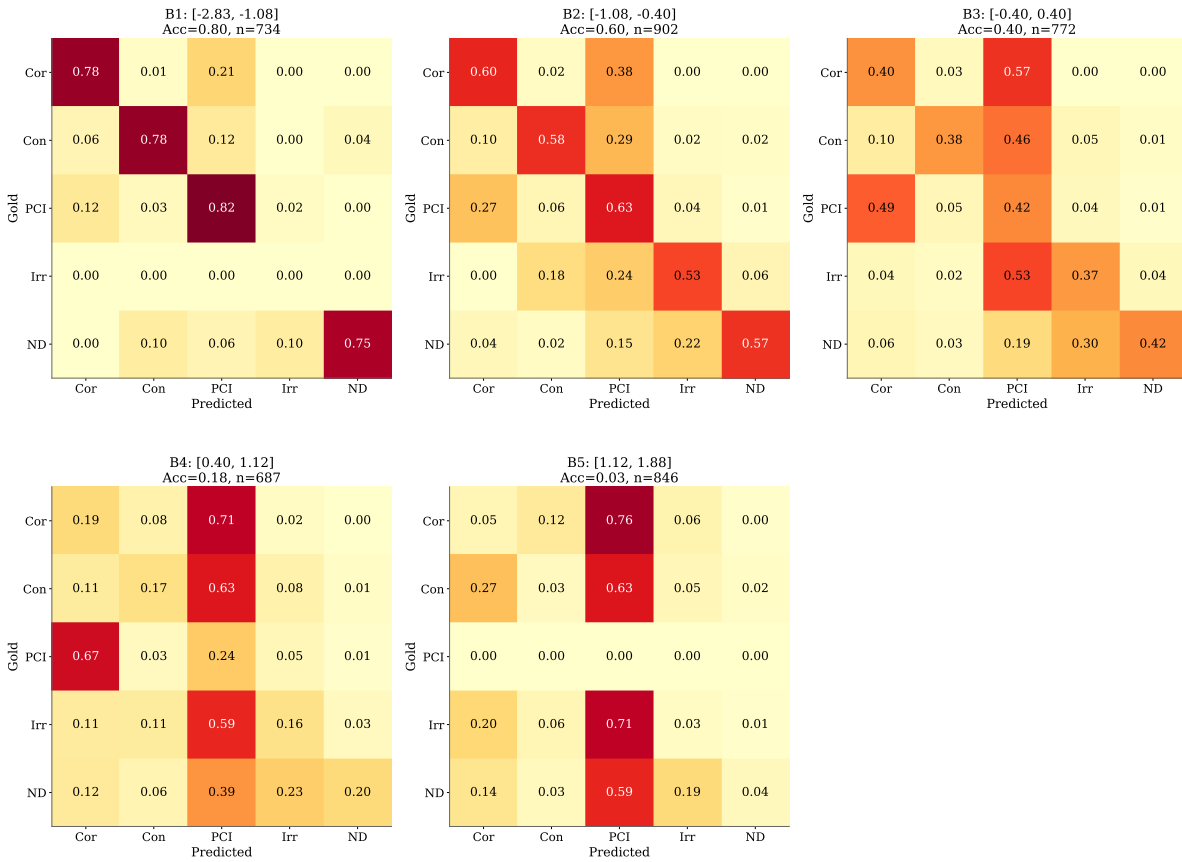 B1: [-2.83, -1.08]
Acc=0.80, n=734
Gold
Cor 0.78 0.01 0.21 0.00 0.00
Con 0.06 0.78 0.12 0.00 0.04
PCI 0.12 0.03 0.82 0.02 0.00
Irr 0.00 0.00 0.00 0.00 0.00
ND 0.00 0.10 0.06 0.10 0.75
Cor Con PCI Irr ND
Predicted
B2: [-1.08, -0.40]
Acc=0.60, n=902
Gold
Cor 0.60 0.02 0.38 0.00 0.00
Con 0.10 0.58 0.29 0.02 0.02
PCI 0.27 0.06 0.63 0.04 0.01
Irr 0.00 0.18 0.24 0.53 0.06
ND 0.04 0.02 0.15 0.22 0.57
Cor Con PCI Irr ND
Predicted
B3: [-0.40, 0.40]
Acc=0.40, n=772
Gold
Cor 0.40 0.03 0.57 0.00 0.00
Con 0.10 0.38 0.46 0.05 0.01
PCI 0.49 0.05 0.42 0.04 0.01
Irr 0.04 0.02 0.53 0.37 0.04
ND 0.06 0.03 0.19 0.30 0.42
Cor Con PCI Irr ND
Predicted
B4: [0.40, 1.12]
Acc=0.18, n=687
Gold
Cor 0.19 0.08 0.71 0.02 0.00
Con 0.11 0.17 0.63 0.08 0.01
PCI 0.67 0.03 0.24 0.05 0.01
Irr 0.11 0.11 0.59 0.16 0.03
ND 0.12 0.06 0.39 0.23 0.20
Cor Con PCI Irr ND
Predicted
B5: [1.12, 1.88]
Acc=0.03, n=846
Gold
Cor 0.05 0.12 0.76 0.06 0.00
Con 0.27 0.03 0.63 0.05 0.02
PCI 0.00 0.00 0.00 0.00 0.00
Irr 0.20 0.06 0.71 0.03 0.01
ND 0.14 0.03 0.59 0.19 0.04
Cor Con PCI Irr ND
Predicted